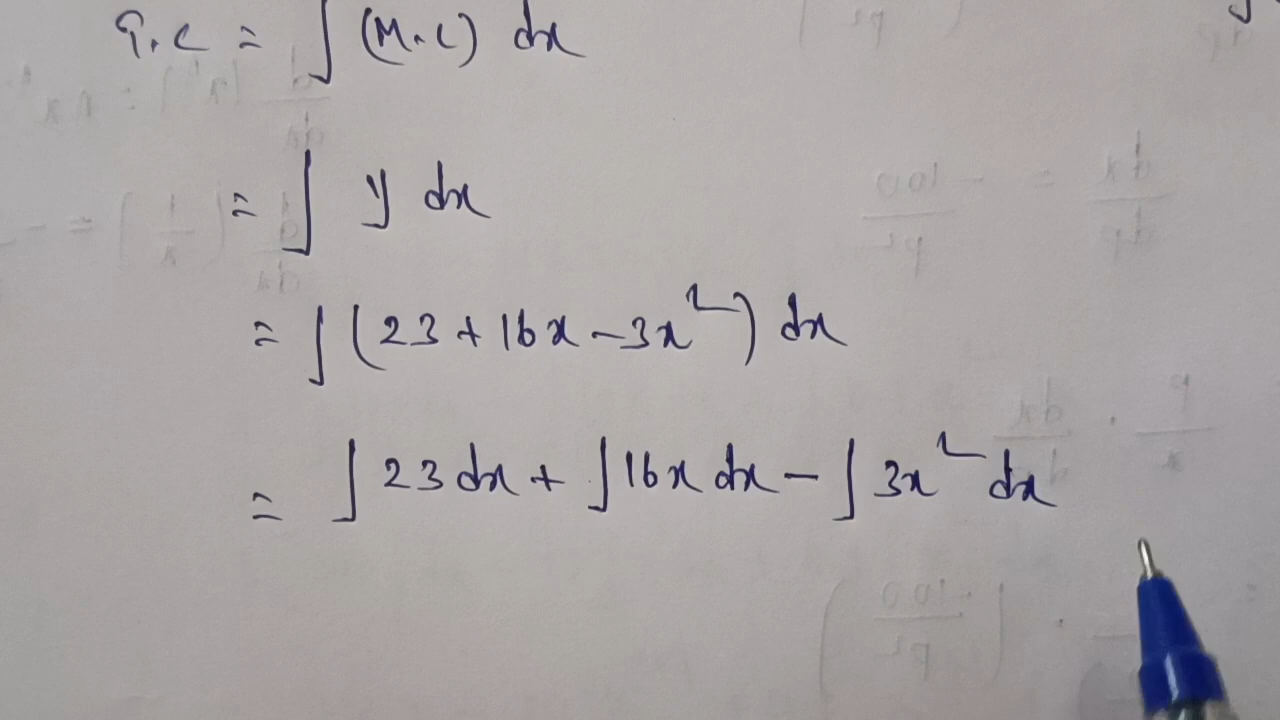 T.C = ∫ (M.C) dx
= ∫ y dx
= ∫ (23 + 16x - 3x²) dx
= ∫ 23 dx + ∫ 16x dx - ∫ 3x² dx